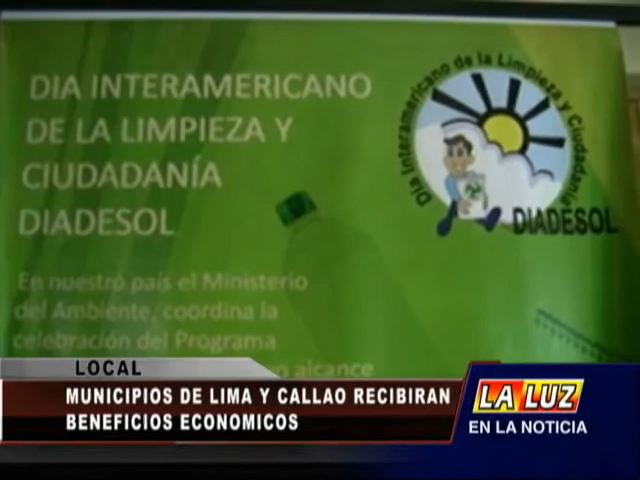 DIA INTERAMERICANO
DE LA LIMPIEZA Y
CIUDADANÍA
DIADESOL
Dia Interamericano de la Limpieza Y Ciudadanía
DIADESOL
En nuestro país el Ministerio
del Ambiente, coordina la
celebración del Programa
alcance
LOCAL
MUNICIPIOS DE LIMA Y CALLAO RECIBIRAN
BENEFICIOS ECONOMICOS
LA LUZ
EN LA NOTICIA